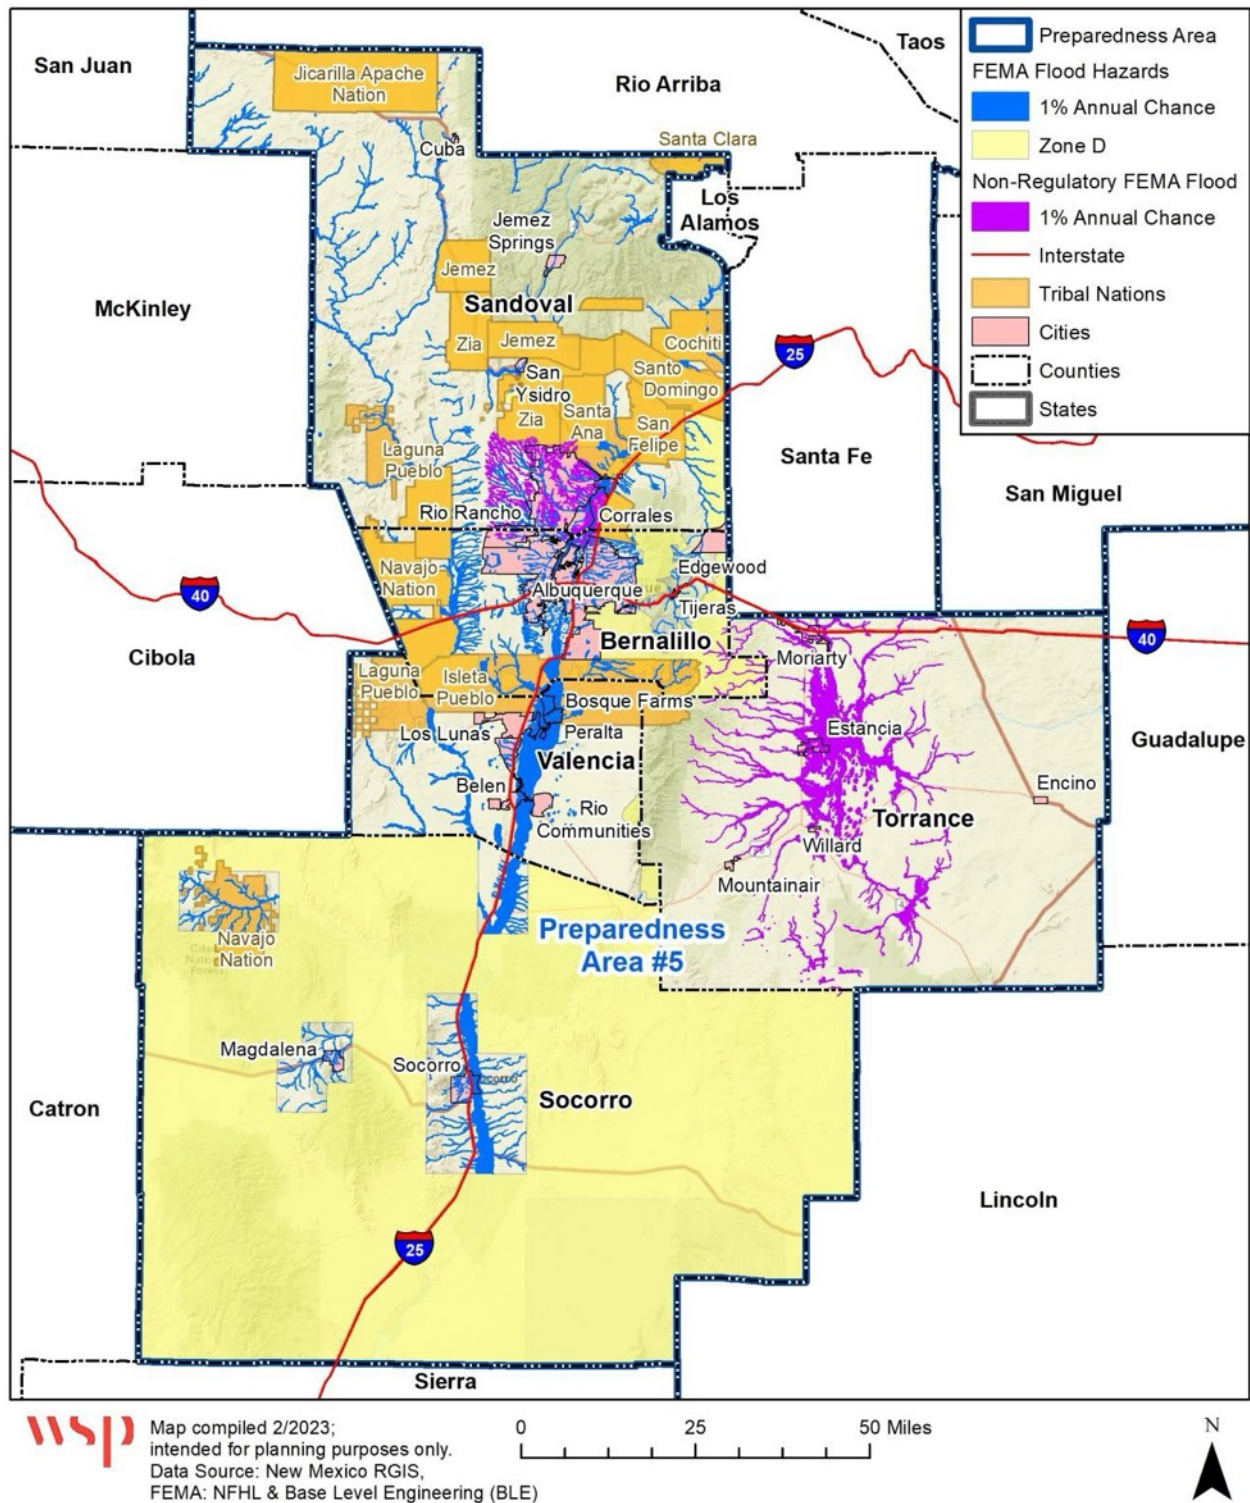 San Juan
Taos
Rio Arriba
Jicarilla Apache
Nation
Cuba
Santa Clara
Los
Alamos
Jemez
Springs
Jemez
McKinley
Sandoval
Zia
Jemez
Cochiti
San
Ysidro
Santo
Domingo
Zia
Santa
Ana
San
Felipe
Laguna
Pueblo
Santa Fe
San Miguel
Rio Rancho
Corrales
Navajo
Nation
Edgewood
Albuquerque
Tijeras
Bernalillo
Cibola
Laguna
Pueblo
Isleta
Pueblo
Moriarty
Bosque Farms
Los Lunas
Peralta
Estancia
Guadalupe
Valencia
Belen
Rio
Communities
Encino
Torrance
Willard
Mountainair
Navajo
Nation
Preparedness
Area #5
Magdalena
Socorro
Socorro
Catron
Lincoln
Sierra
25
40
40
25
Preparedness Area
FEMA Flood Hazards
1% Annual Chance
Zone D
Non-Regulatory FEMA Flood
1% Annual Chance
Interstate
Tribal Nations
Cities
Counties
States
wsp
Map compiled 2/2023;
intended for planning purposes only.
Data Source: New Mexico RGIS,
FEMA: NFHL & Base Level Engineering (BLE)
0 25 50 Miles
N